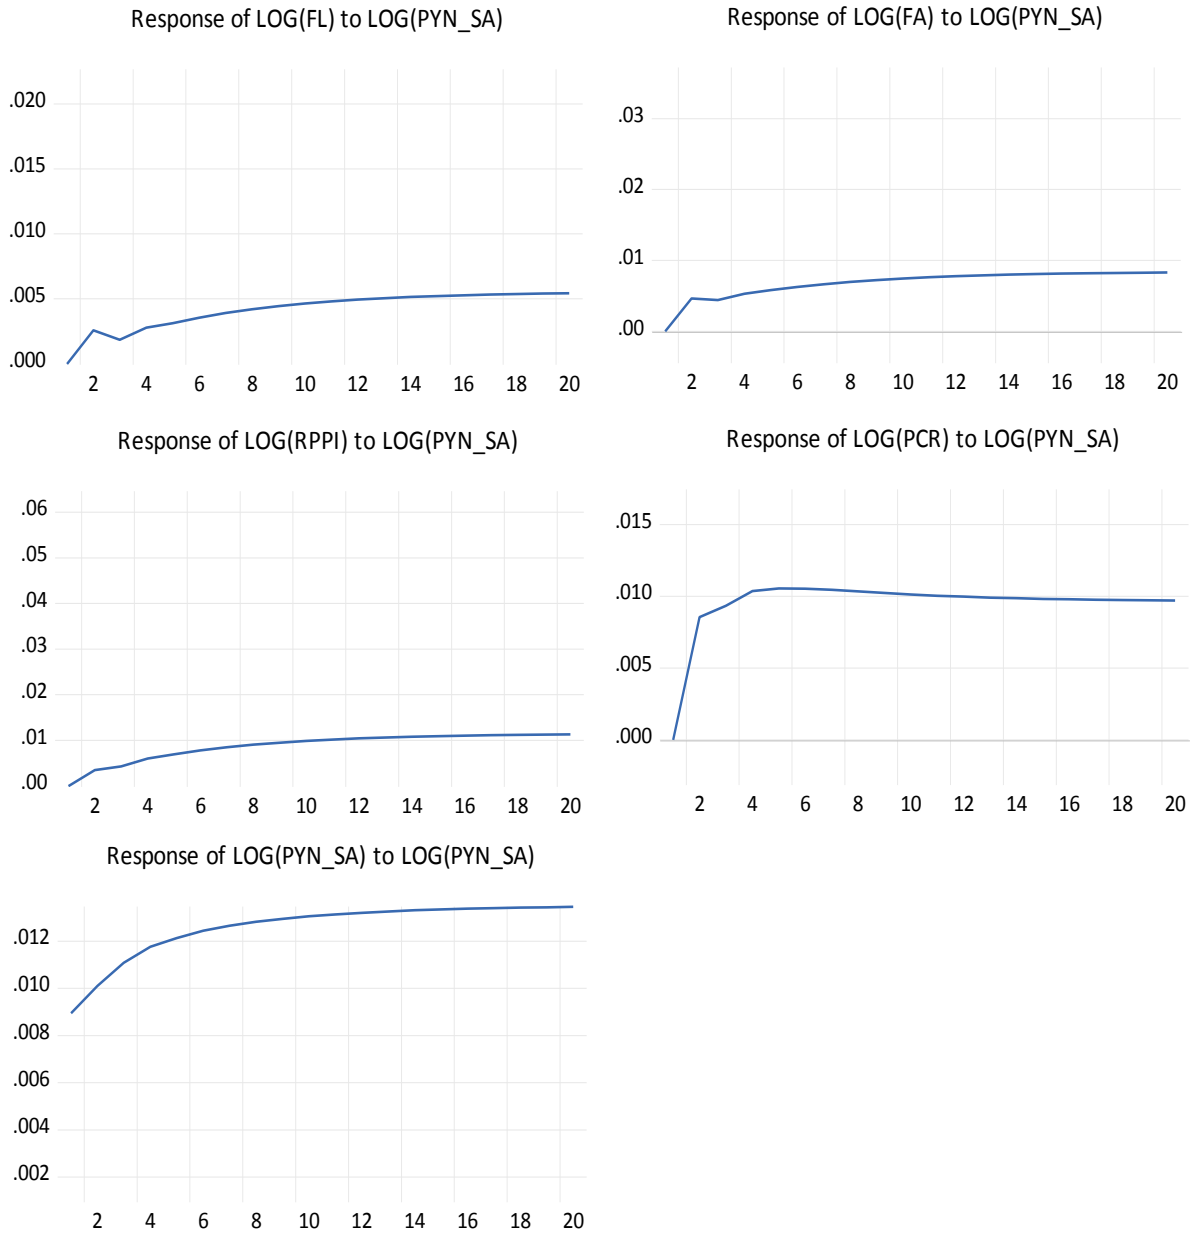 Response of LOG(FL) to LOG(PYN_SA)
.020
.015
.010
.005
.000
2 4 6 8 10 12 14 16 18 20
Response of LOG(FA) to LOG(PYN_SA)
.03
.02
.01
.00
2 4 6 8 10 12 14 16 18 20
Response of LOG(RPPI) to LOG(PYN_SA)
.06
.05
.04
.03
.02
.01
.00
2 4 6 8 10 12 14 16 18 20
Response of LOG(PCR) to LOG(PYN_SA)
.015
.010
.005
.000
2 4 6 8 10 12 14 16 18 20
Response of LOG(PYN_SA) to LOG(PYN_SA)
.012
.010
.008
.006
.004
.002
2 4 6 8 10 12 14 16 18 20